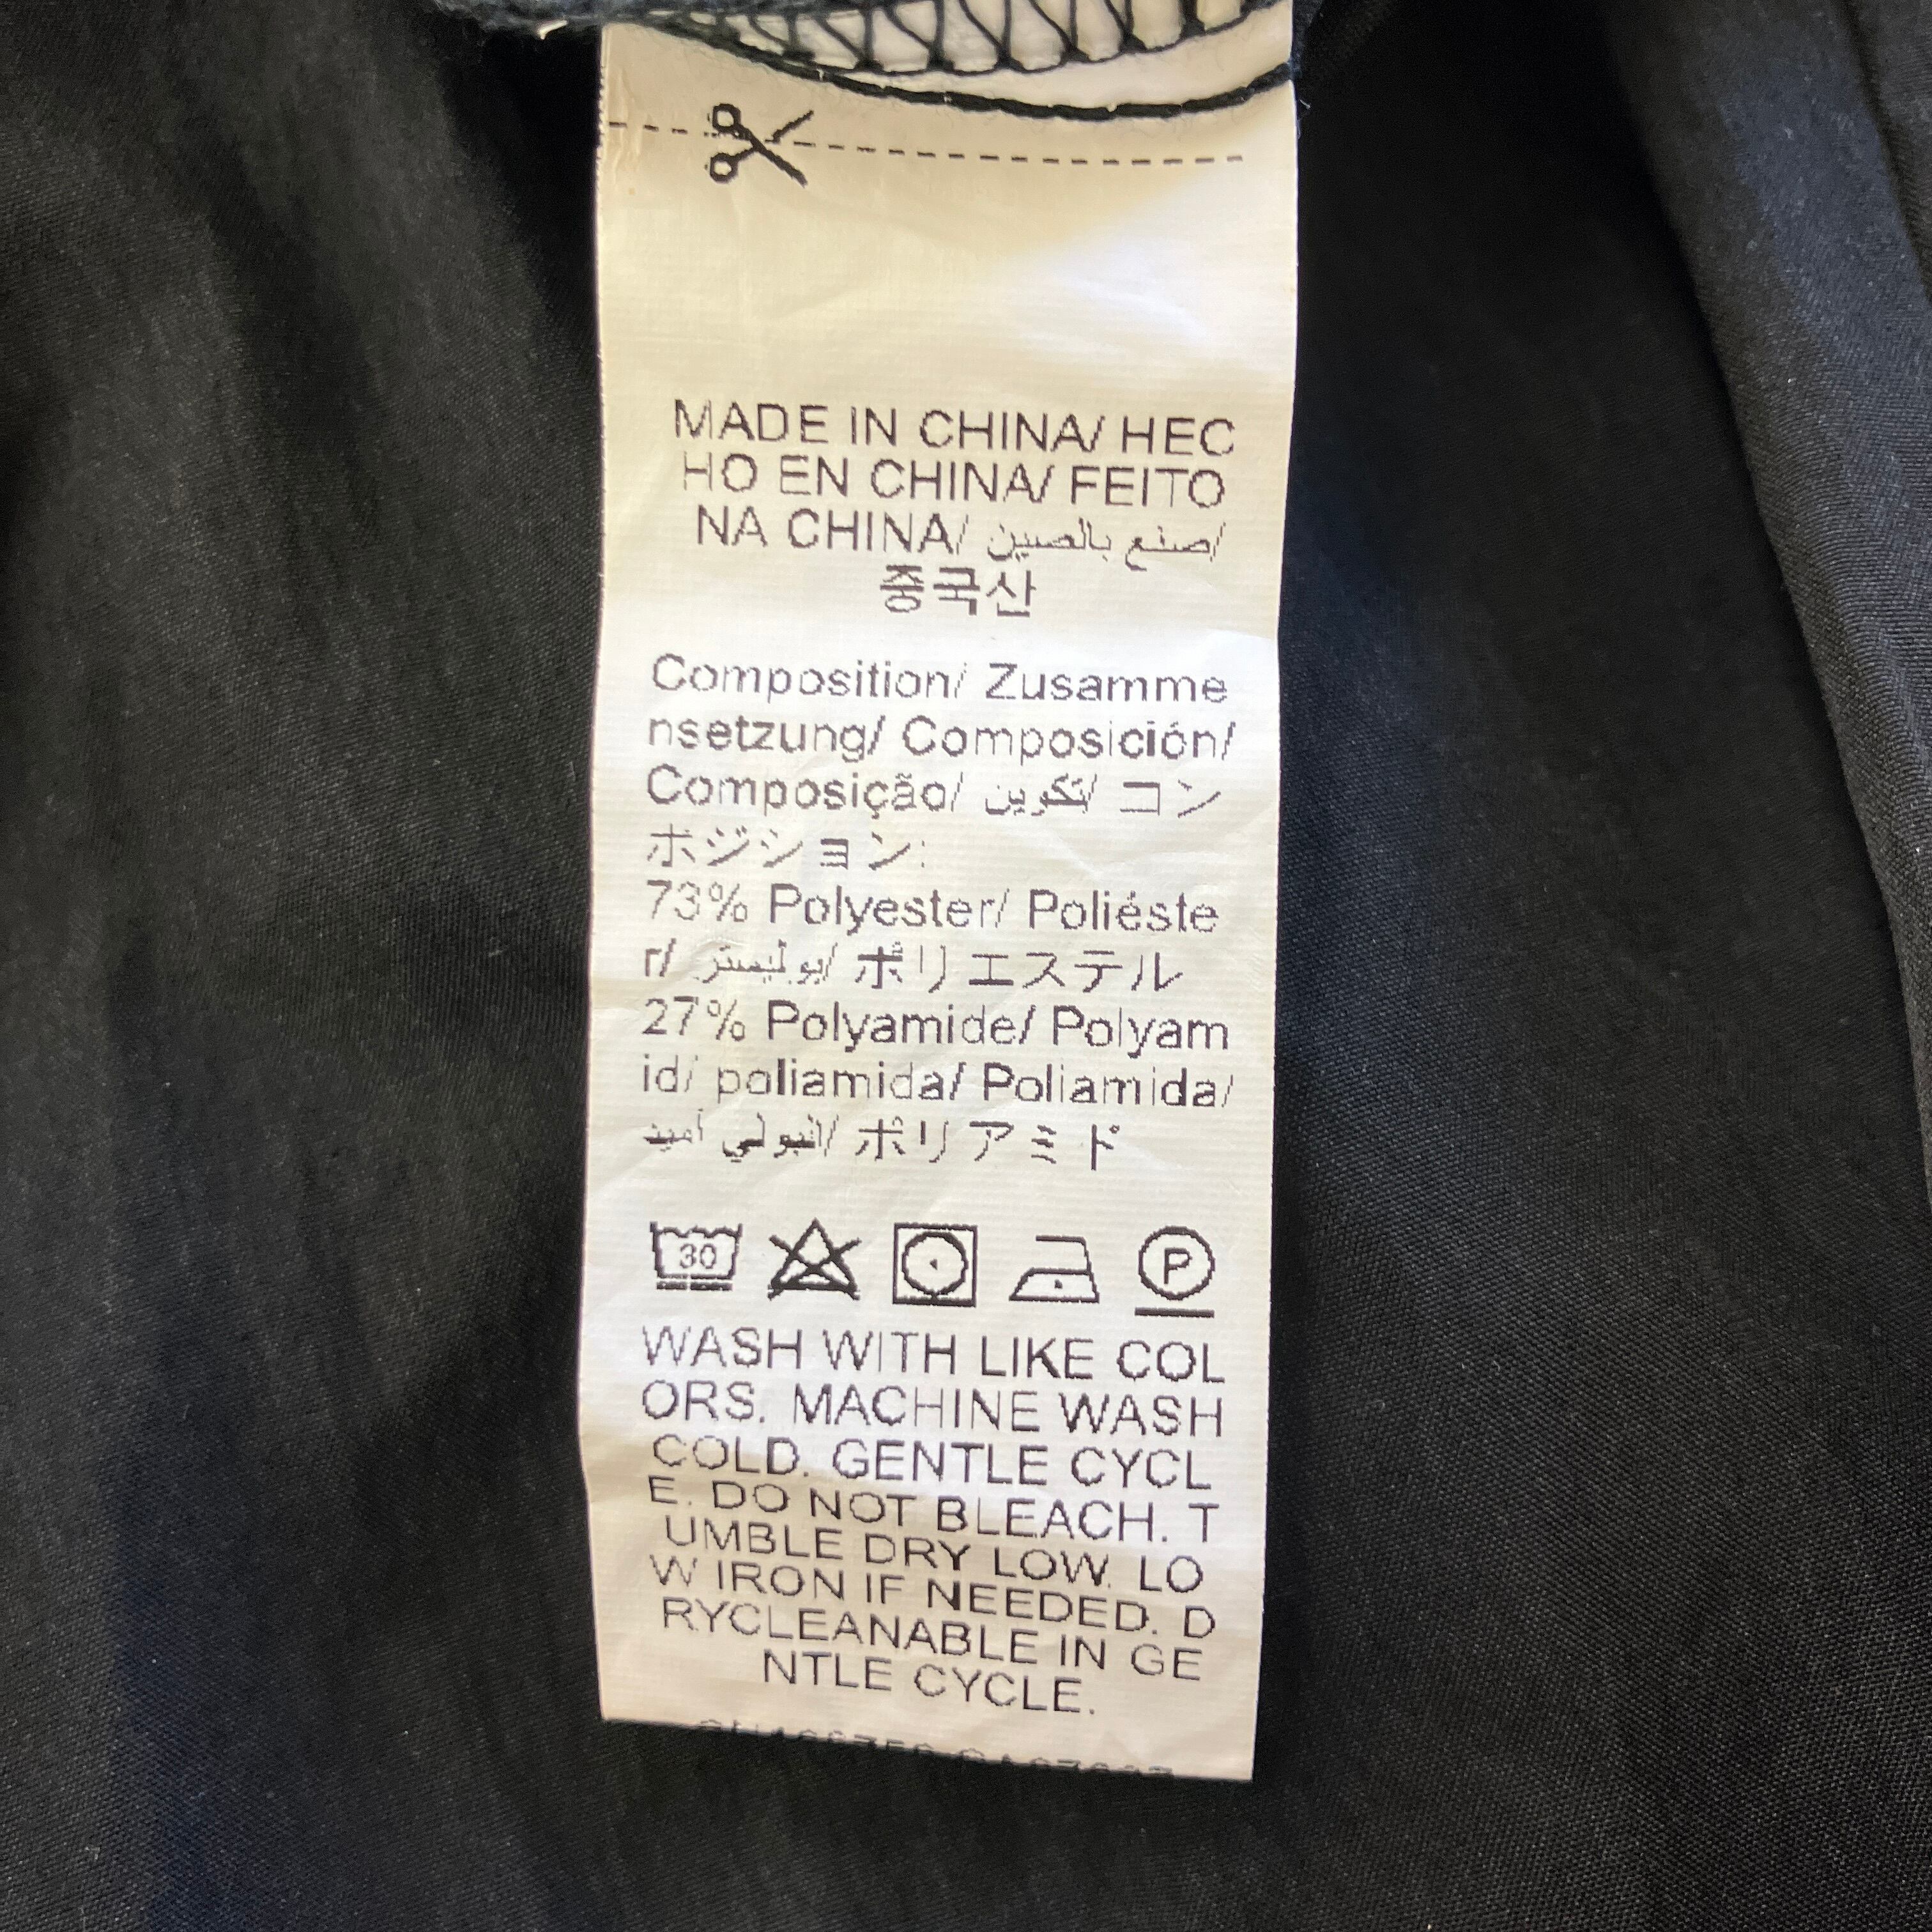 MADE IN CHINA/ HEC
HO EN CHINA/ FEITO
NA CHINA/ صنع بالصين/
중국산
Composition/ Zusamme
nsetzung/ Composición/
Composição/ تكوين/ コン
ポジション:
73% Polyester/ Poliéste
r/ بوليستر/ ポリエステル
27% Polyamide/ Polyam
id/ poliamida/ Poliamida/
البولي أميد/ ポリアミド
30 P
WASH WITH LIKE COL
ORS. MACHINE WASH
COLD. GENTLE CYCL
E. DO NOT BLEACH. T
UMBLE DRY LOW. LO
W IRON IF NEEDED. D
RYCLEANABLE IN GE
NTLE CYCLE.